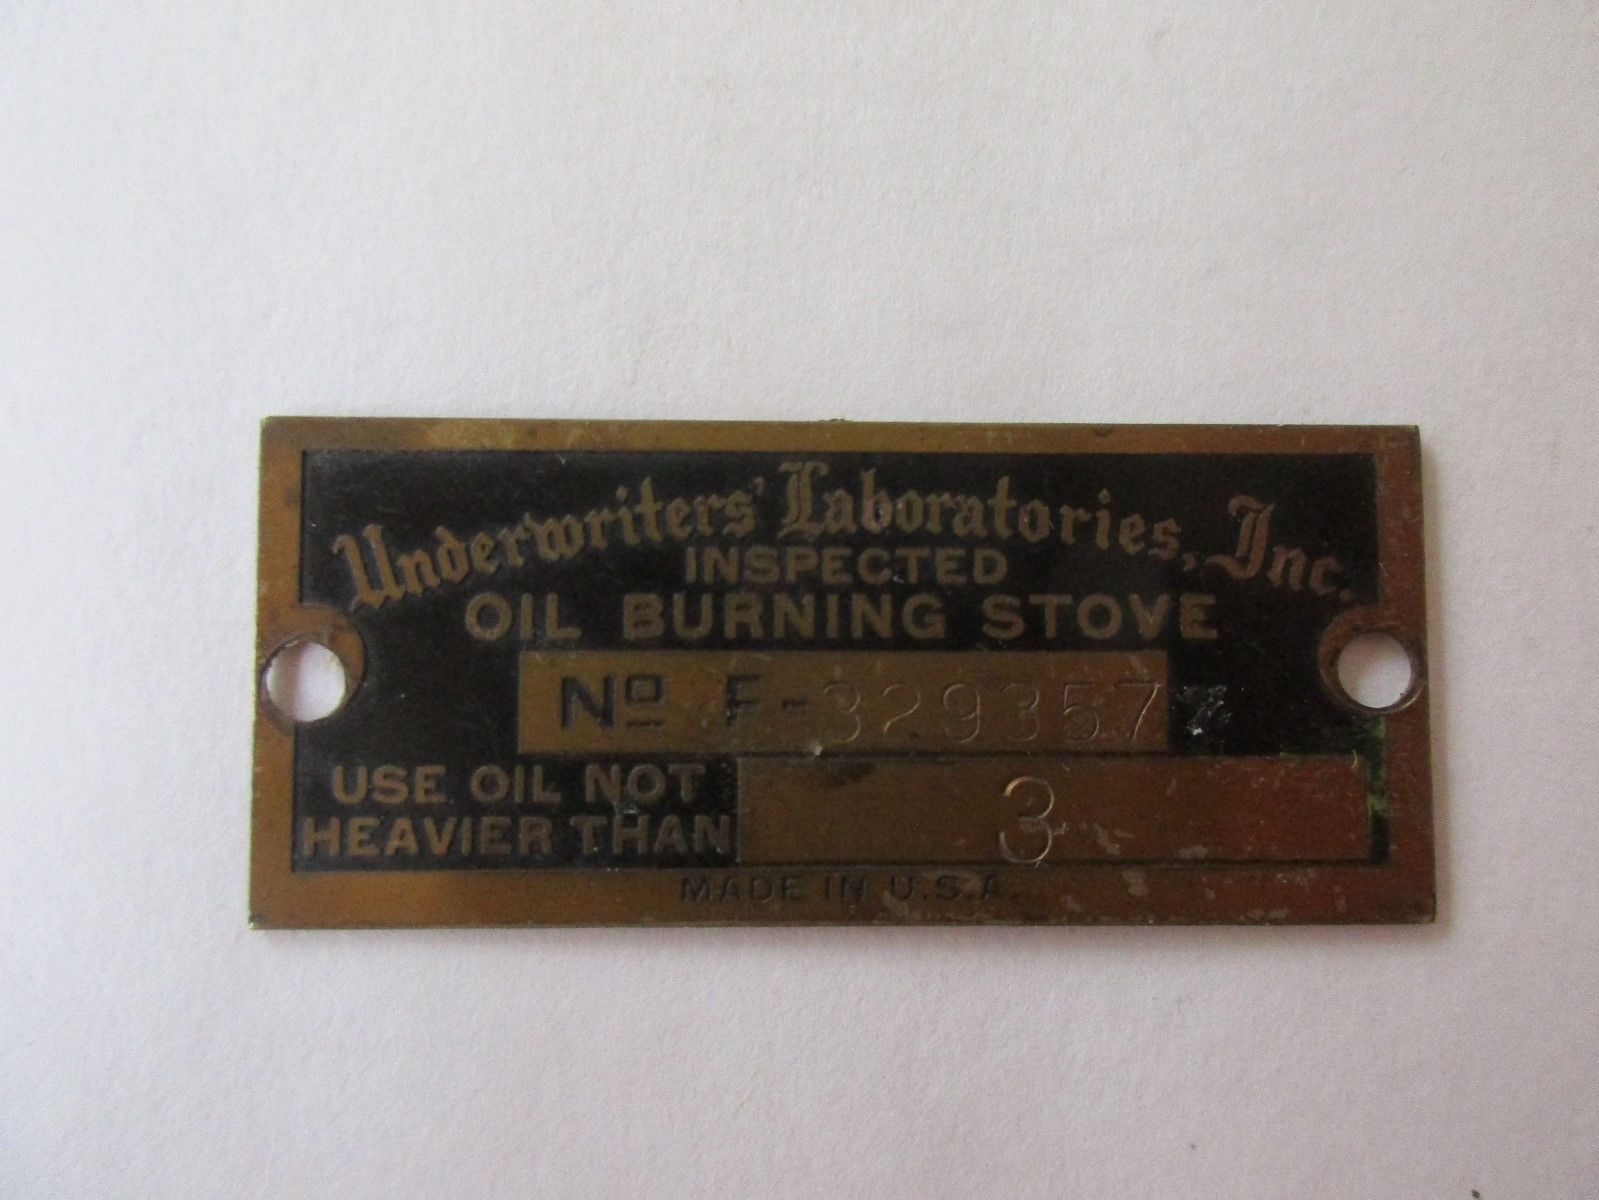 Underwriters' Laboratories, Inc.
INSPECTED
OIL BURNING STOVE
Nº F-329357
USE OIL NOT
HEAVIER THAN 3
MADE IN U.S.A.